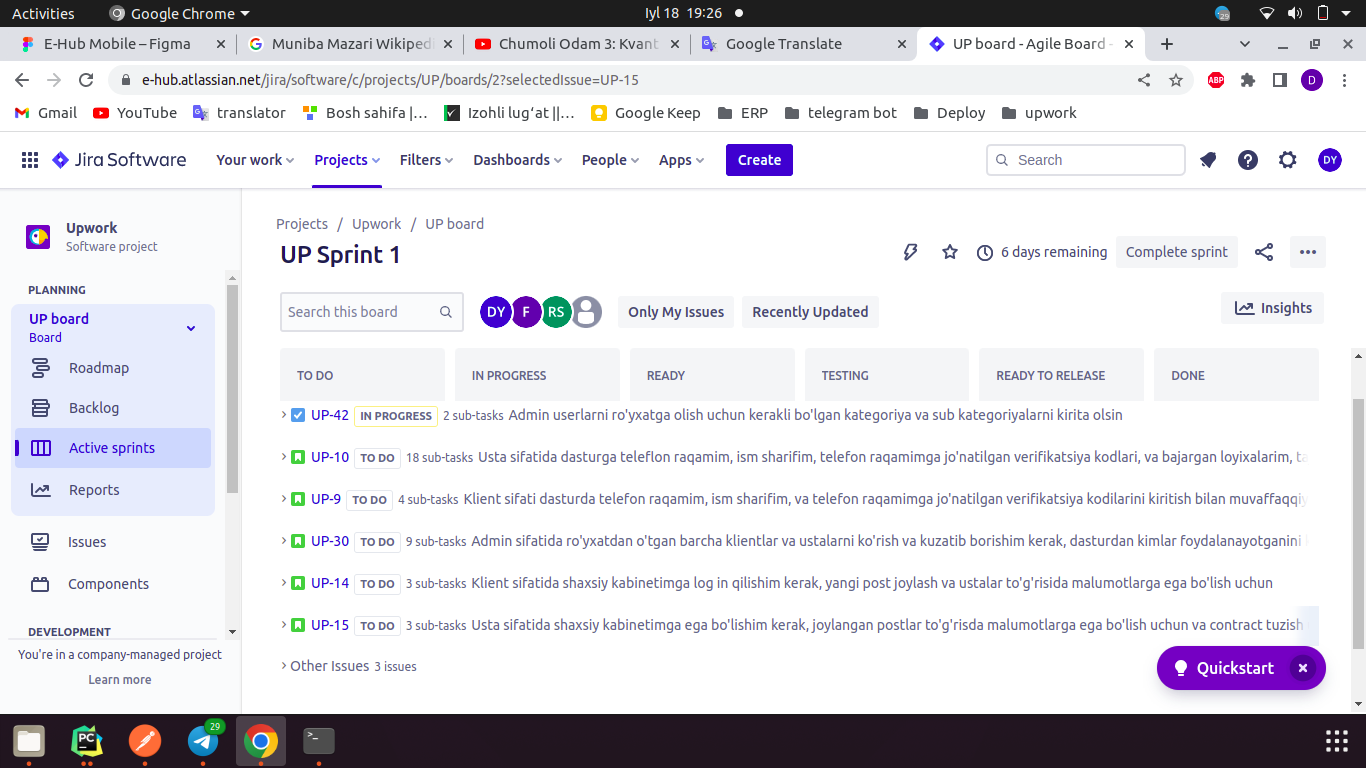 Activities Google Chrome Iyl 18 19:26 29
E-Hub Mobile – Figma Muniba Mazari Wikiped Chumoli Odam 3: Kvant Google Translate UP board - Agile Board -
e-hub.atlassian.net/jira/software/c/projects/UP/boards/2?selectedIssue=UP-15 ABP D
Gmail YouTube translator Bosh sahifa |... Izohli lugʻat ||... Google Keep ERP telegram bot Deploy upwork
Jira Software Your work Projects Filters Dashboards People Apps Create Search DY
Projects / Upwork / UP board
Upwork
Software project
UP Sprint 1 6 days remaining Complete sprint
PLANNING
UP board
Board
Search this board DY F RS Only My Issues Recently Updated Insights
Roadmap
Backlog
Active sprints
Reports
Issues
Components
DEVELOPMENT
You're in a company-managed project
Learn more
TO DO IN PROGRESS READY TESTING READY TO RELEASE DONE
UP-42 IN PROGRESS 2 sub-tasks Admin userlarni ro'yxatga olish uchun kerakli bo'lgan kategoriya va sub kategoriyalarni kirita olsin
UP-10 TO DO 18 sub-tasks Usta sifatida dasturga teleflon raqamim, ism sharifim, telefon raqamimga jo'natilgan verifikatsiya kodlari, va bajargan loyixalarim, ta
UP-9 TO DO 4 sub-tasks Klient sifati dasturda telefon raqamim, ism sharifim, va telefon raqamimga jo'natilgan verifikatsiya kodilarini kiritish bilan muvaffaqqiy
UP-30 TO DO 9 sub-tasks Admin sifatida ro'yxatdan o'tgan barcha klientlar va ustalarni ko'rish va kuzatib borishim kerak, dasturdan kimlar foydalanayotganini
UP-14 TO DO 3 sub-tasks Klient sifatida shaxsiy kabinetimga log in qilishim kerak, yangi post joylash va ustalar to'g'risida malumotlarga ega bo'lish uchun
UP-15 TO DO 3 sub-tasks Usta sifatida shaxsiy kabinetimga ega bo'lishim kerak, joylangan postlar to'g'risda malumotlarga ega bo'lish uchun va contract tuzish
Other Issues 3 issues
Quickstart
PC 29